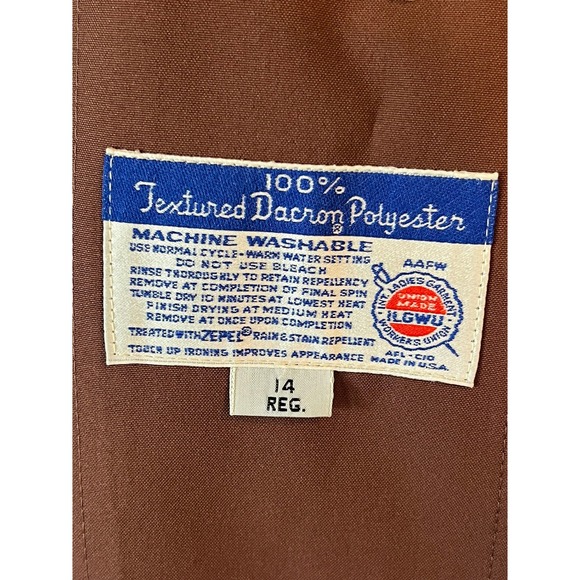 100%
Textured Dacron® Polyester
MACHINE WASHABLE
USE NORMAL CYCLE-WARM WATER SETTING
DO NOT USE BLEACH
RINSE THOROUGHLY TO RETAIN REPELLENCY
REMOVE AT COMPLETION OF FINAL SPIN
TUMBLE DRY 10 MINUTES AT LOWEST HEAT
FINISH DRYING AT MEDIUM HEAT
REMOVE AT ONCE UPON COMPLETION
TREATED WITH ZEPEL® RAIN & STAIN REPELLENT
TOUCH UP IRONING IMPROVES APPEARANCE
AAFW
INT. LADIES GARMENT
UNION
MADE
ILGWU
WORKERS UNION
AFL-CIO
MADE IN U.S.A.
14
REG.